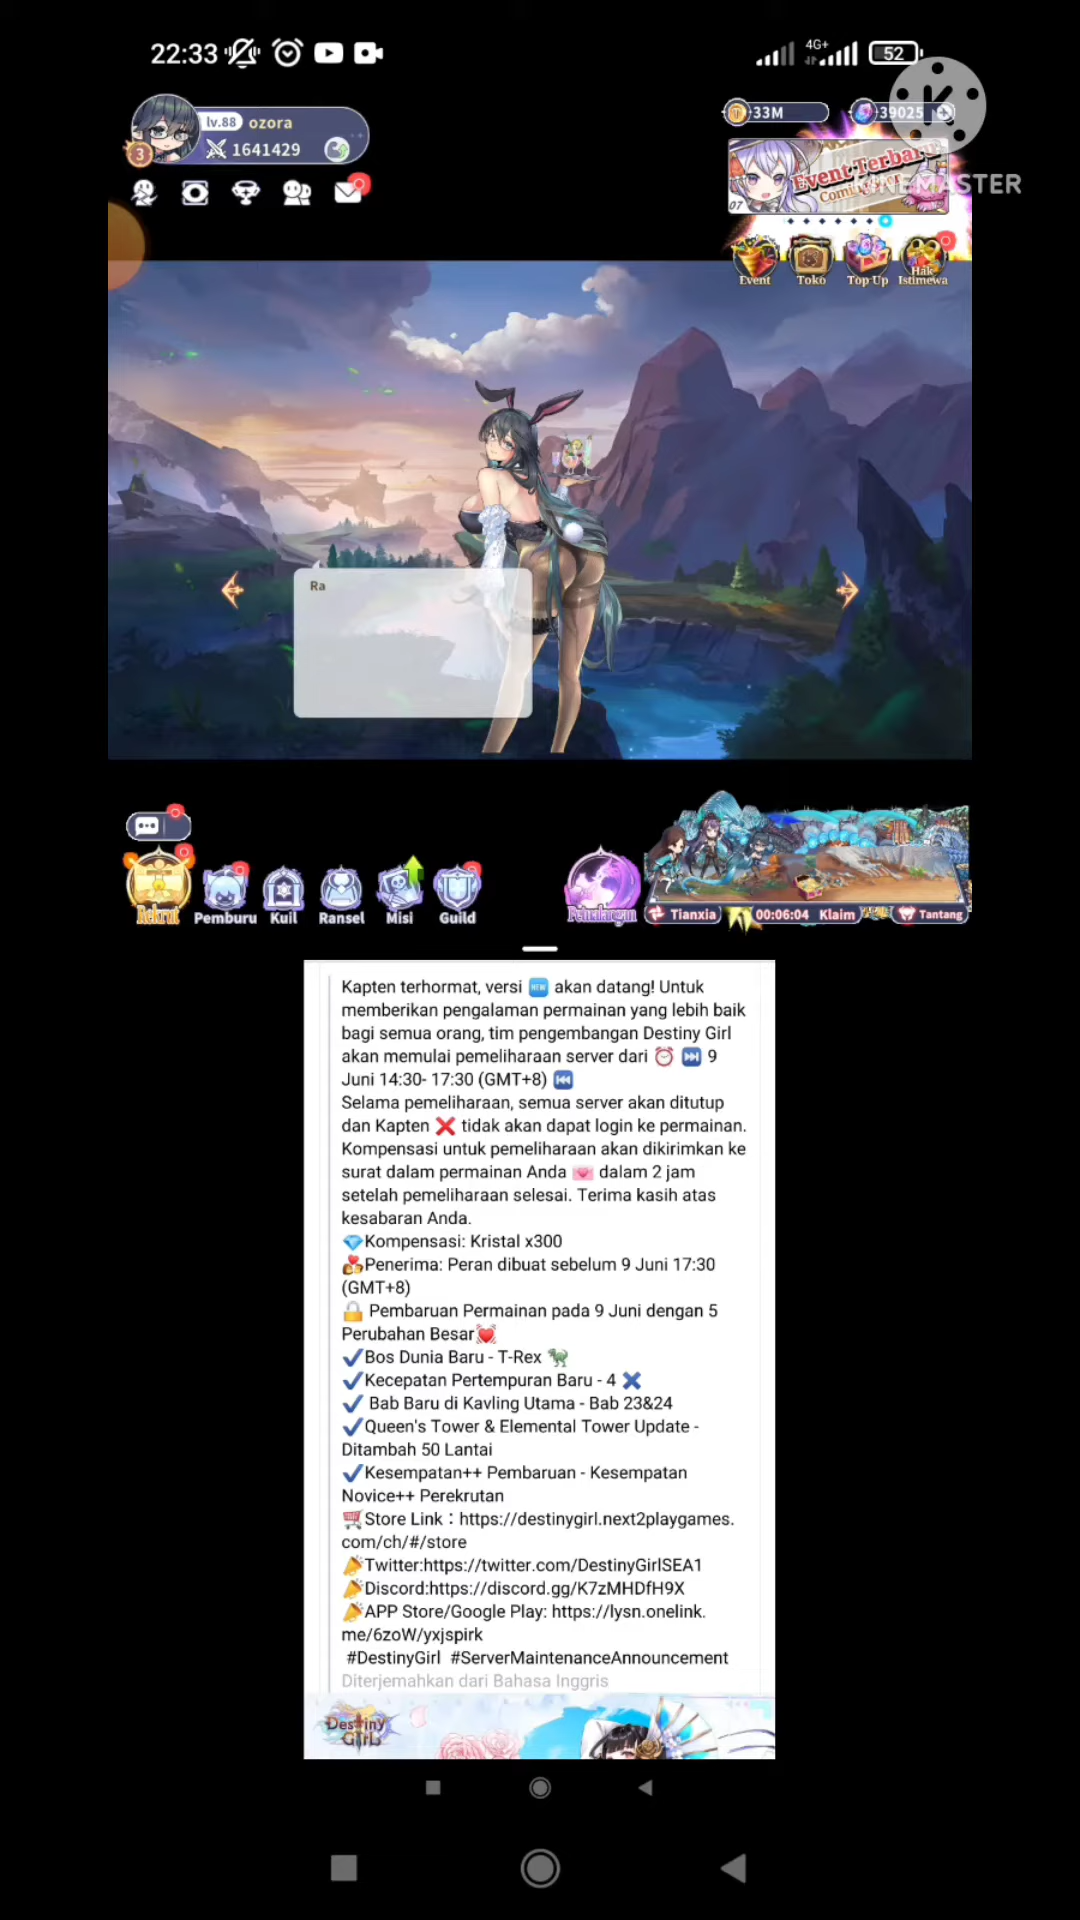 22:33
4G+
52
lv.88 ozora
1641429
3
33M
39025
K
KINEMASTER
Event Terbaru
07
Event
Toko
Top Up
Hak Istimewa
Ra
Rekrut
Pemburu
Kuil
Ransel
Misi
Guild
Petualangan
Tianxia
00:06:04 Klaim
Tantang
Kapten terhormat, versi NEW akan datang! Untuk
memberikan pengalaman permainan yang lebih baik
bagi semua orang, tim pengembangan Destiny Girl
akan memulai pemeliharaan server dari ⏰ ⏭ 9
Juni 14:30- 17:30 (GMT+8) ⏮
Selama pemeliharaan, semua server akan ditutup
dan Kapten ❌ tidak akan dapat login ke permainan.
Kompensasi untuk pemeliharaan akan dikirimkan ke
surat dalam permainan Anda 💌 dalam 2 jam
setelah pemeliharaan selesai. Terima kasih atas
kesabaran Anda.
💎Kompensasi: Kristal x300
💑Penerima: Peran dibuat sebelum 9 Juni 17:30
(GMT+8)
🔒 Pembaruan Permainan pada 9 Juni dengan 5
Perubahan Besar💓
✔Bos Dunia Baru - T-Rex 🦖
✔Kecepatan Pertempuran Baru - 4 ✖
✔ Bab Baru di Kavling Utama - Bab 23&24
✔Queen's Tower & Elemental Tower Update -
Ditambah 50 Lantai
✔Kesempatan++ Pembaruan - Kesempatan
Novice++ Perekrutan
🛒Store Link：https://destinygirl.next2playgames.
com/ch/#/store
📣Twitter:https://twitter.com/DestinyGirlSEA1
📣Discord:https://discord.gg/K7zMHDfH9X
📣APP Store/Google Play: https://lysn.onelink.
me/6zoW/yxjspirk
#DestinyGirl #ServerMaintenanceAnnouncement
Diterjemahkan dari Bahasa Inggris
Destiny
Girl